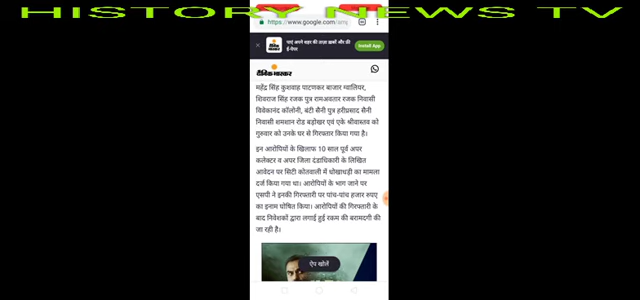 HISTORY NEWS TV
https://www.google.com/amp
पाएं अपने शहर की ताज़ा ख़बरें और फ्री
ई-पेपर
Install App
दैनिक भास्कर
महेंद्र सिंह कुशवाह पाटणकर बाजार ग्वालियर,
शिवराज सिंह रजक पुत्र रामअवतार रजक निवासी
विवेकानंद कॉलोनी, बंटी सैनी पुत्र हरीप्रसाद सैनी
निवासी शमशान रोड बड़ोखर एवं एके श्रीवास्तव को
गुरुवार को उनके घर से गिरफ्तार किया गया है।
इन आरोपियों के खिलाफ 10 साल पूर्व अपर
कलेक्टर व अपर जिला दंडाधिकारी के लिखित
आवेदन पर सिटी कोतवाली में धोखाधड़ी का मामला
दर्ज किया गया था। आरोपियों के भाग जाने पर
एसपी ने इनकी गिरफ्तारी पर पांच-पांच हजार रुपए
का इनाम घोषित किया। आरोपियों की गिरफ्तारी के
बाद निवेशकों द्वारा लगाई हुई रकम की बरामदगी की
जा रही है।
ऐप खोलें